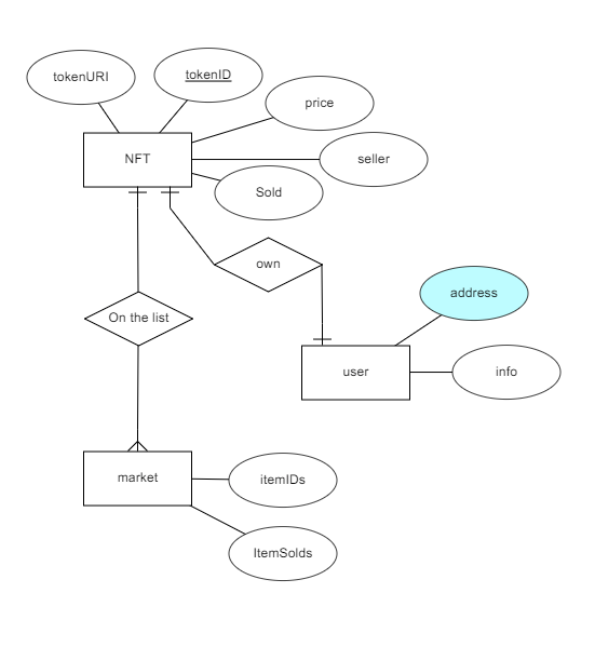 tokenURI
tokenID
price
NFT
seller
Sold
own
address
On the list
user
info
market
itemIDs
ItemSolds